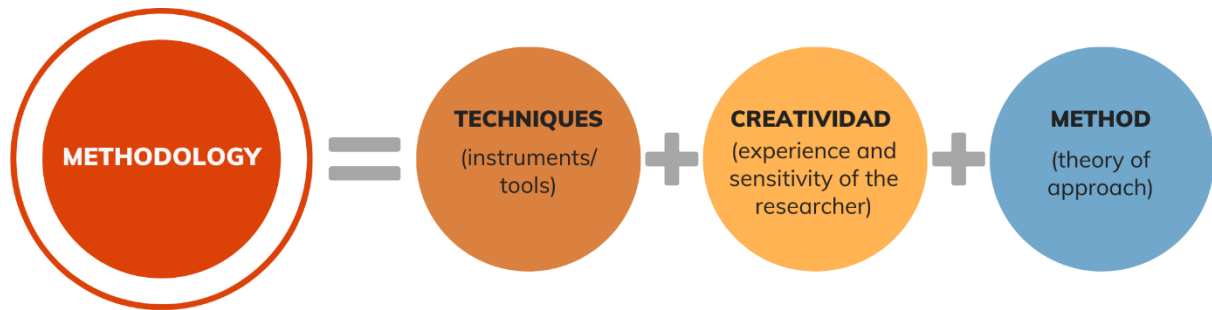 METHODOLOGY
TECHNIQUES
(instruments/
tools)
CREATIVIDAD
(experience and
sensitivity of the
researcher)
METHOD
(theory of
approach)